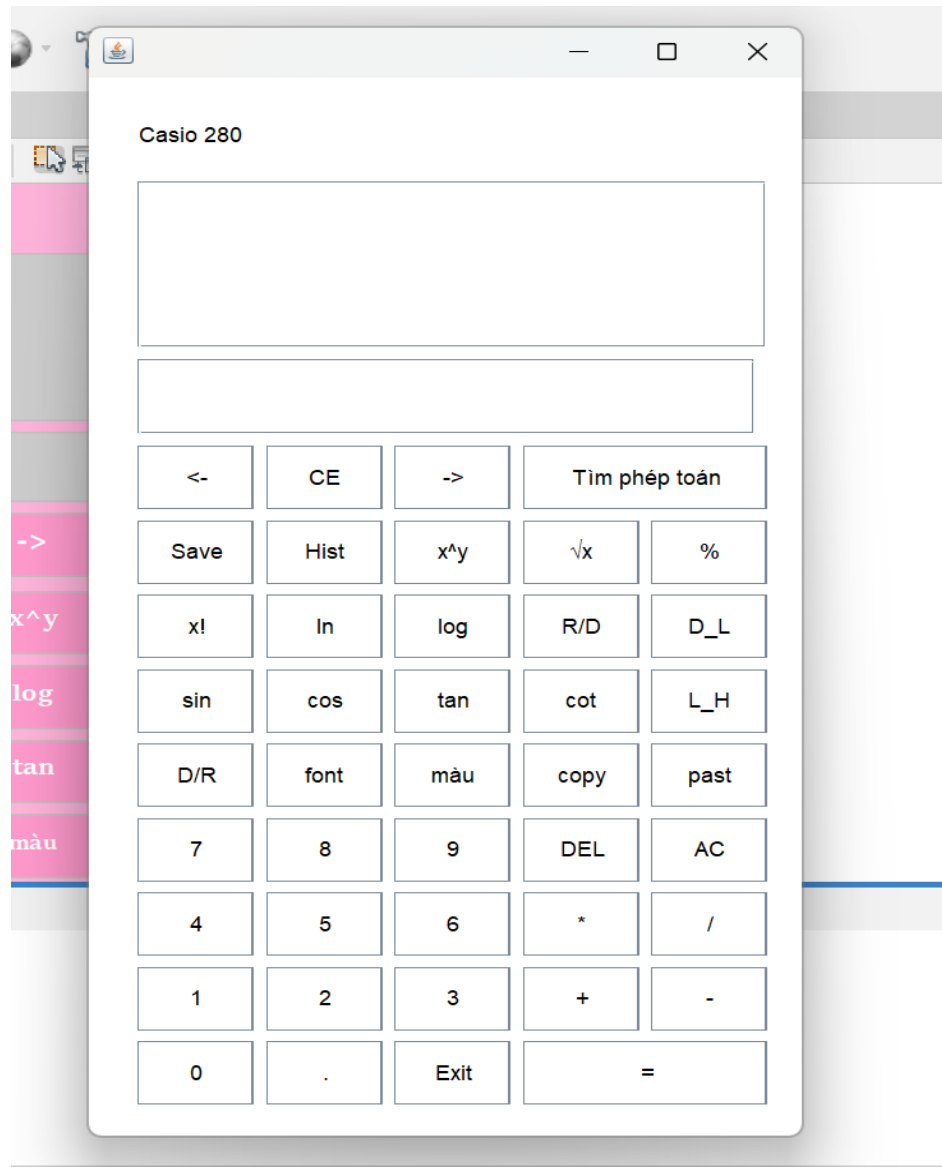 Casio 280
<- CE -> Tìm phép toán
Save Hist x^y √x %
-> 
x! ln log R/D D_L
x^y
sin cos tan cot L_H
log
D/R font màu copy past
tan
7 8 9 DEL AC
màu
4 5 6 * /
1 2 3 + -
0 . Exit =